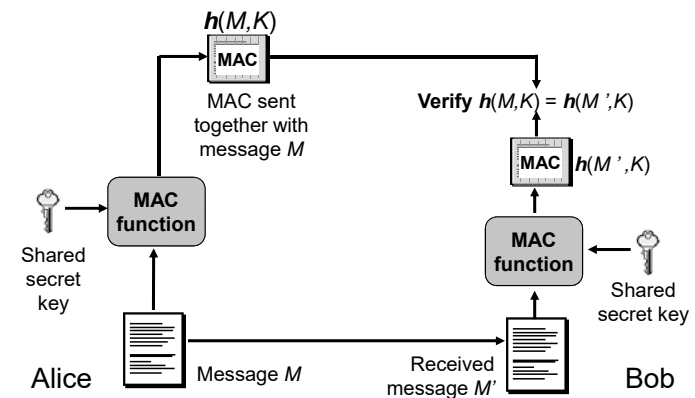 h(M,K)
MAC
MAC sent
together with
message M
Verify h(M,K) = h(M ’,K)
MAC
h(M ’ ,K)
MAC
function
Shared
secret
key
MAC
function
Shared
secret key
Alice
Message M
Received
message M’
Bob